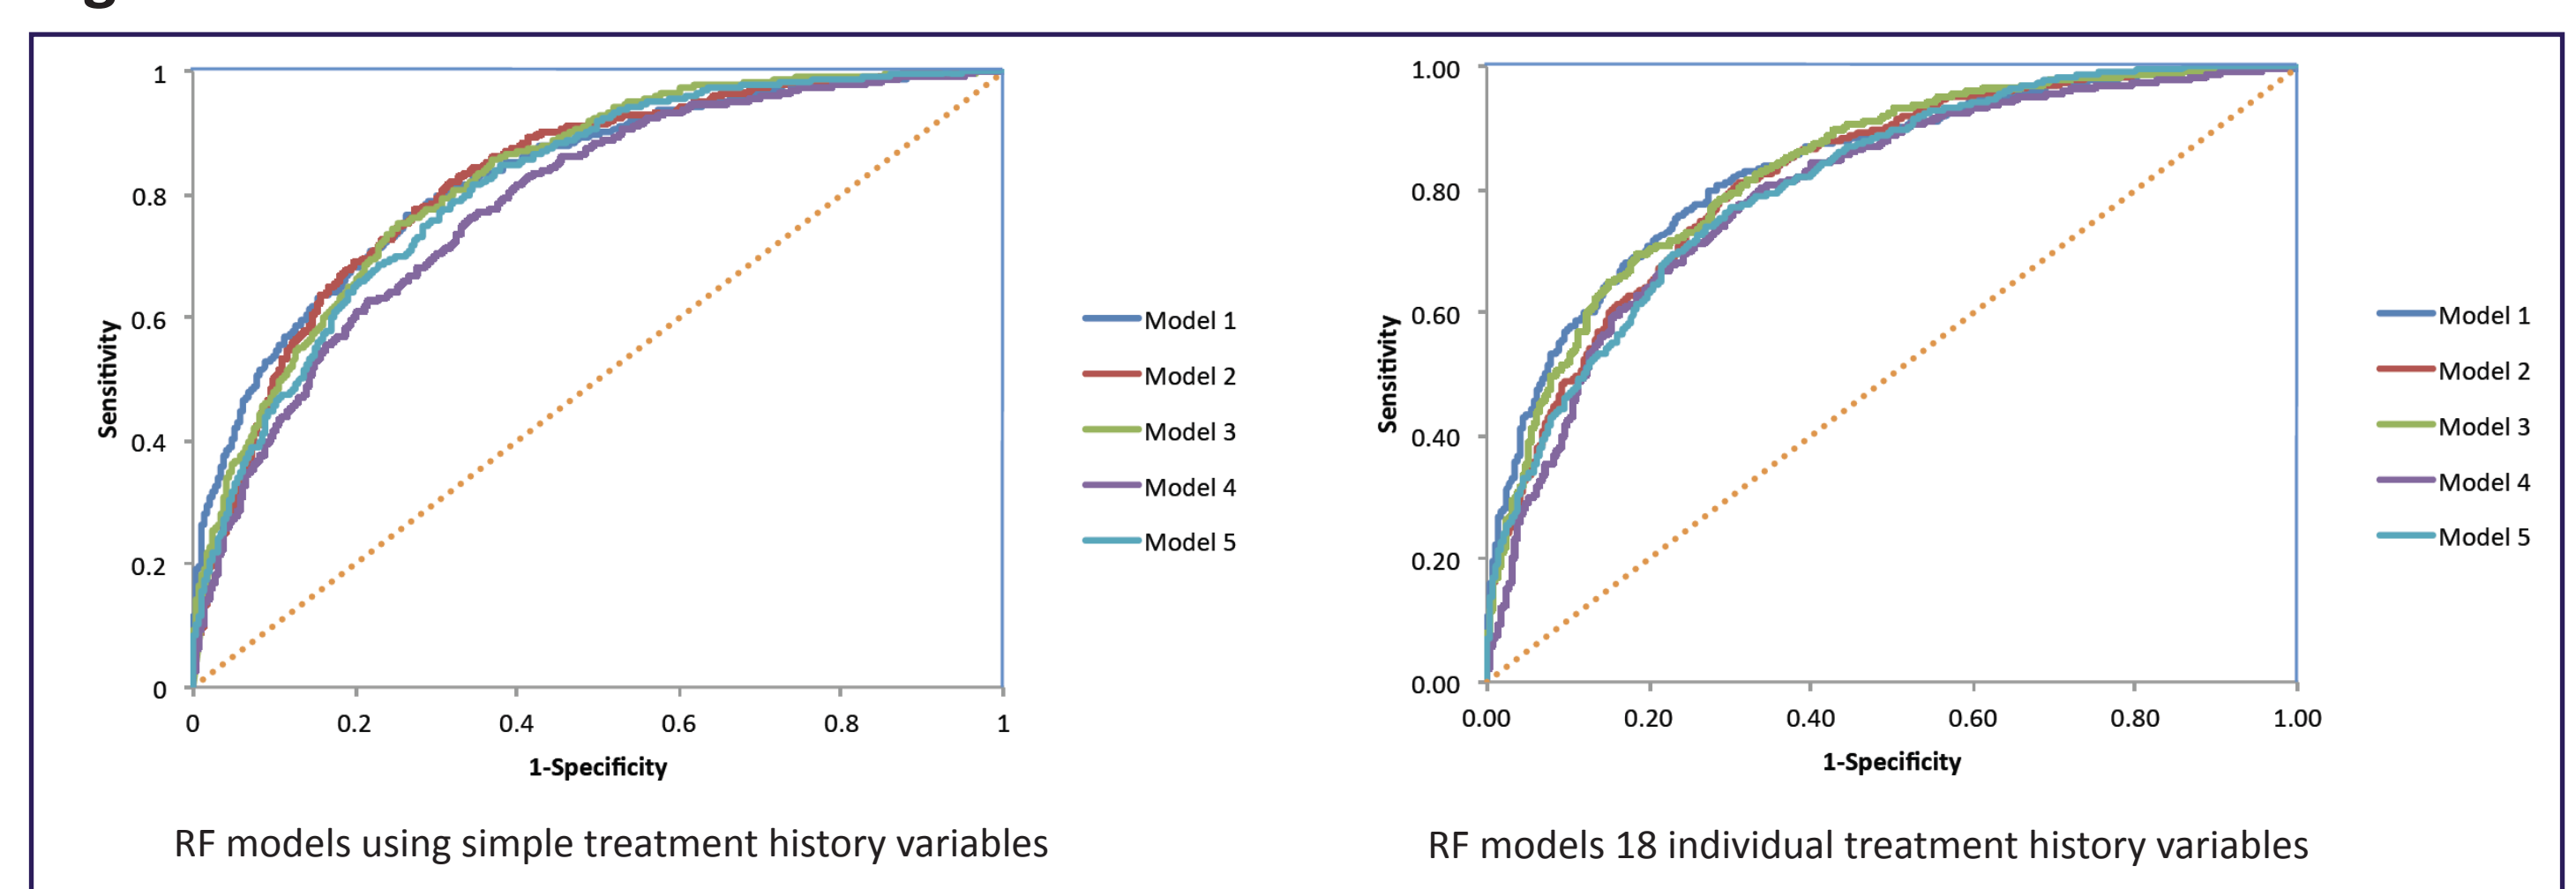 1
0.8
0.6
0.4
0.2
0
Sensitivity
0 0.2 0.4 0.6 0.8 1
1-Specificity
Model 1
Model 2
Model 3
Model 4
Model 5
RF models using simple treatment history variables
1.00
0.80
0.60
0.40
0.20
0.00
Sensitivity
0.00 0.20 0.40 0.60 0.80 1.00
1-Specificity
Model 1
Model 2
Model 3
Model 4
Model 5
RF models 18 individual treatment history variables